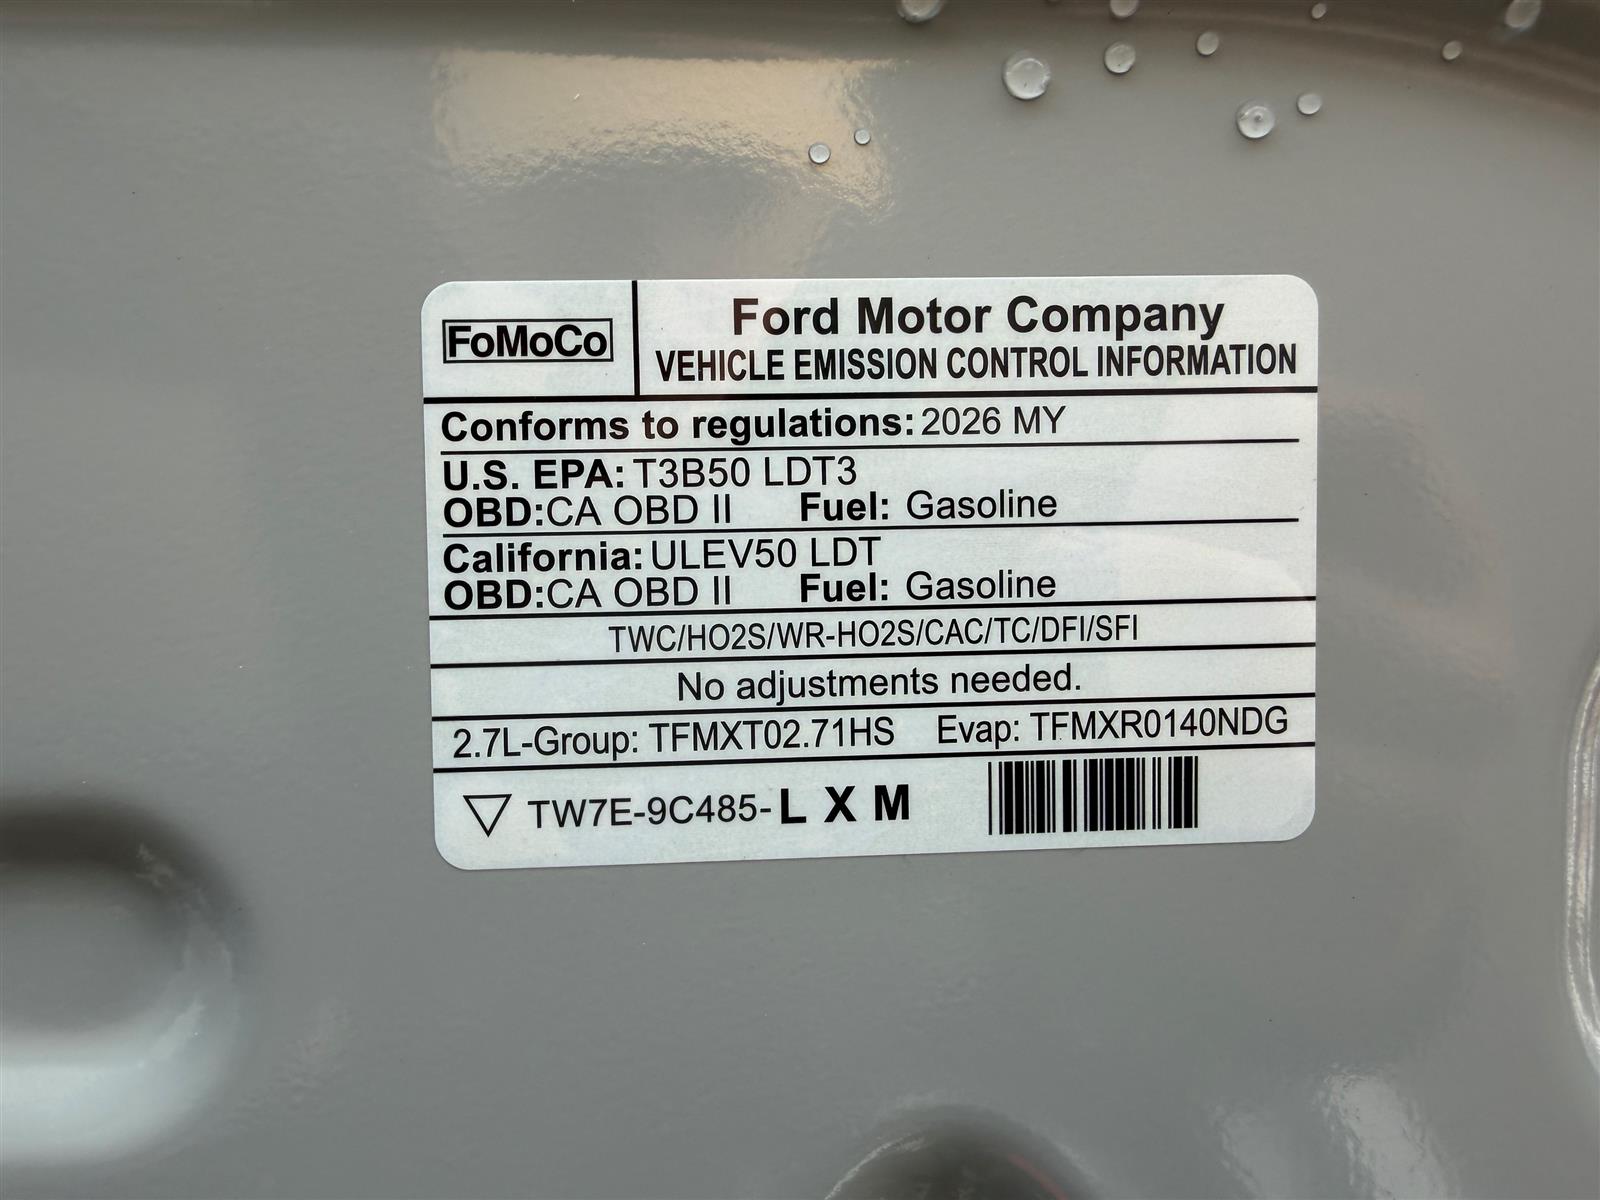 FoMoCo
Ford Motor Company
VEHICLE EMISSION CONTROL INFORMATION
Conforms to regulations: 2026 MY
U.S. EPA: T3B50 LDT3
OBD: CA OBD II Fuel: Gasoline
California: ULEV50 LDT
OBD: CA OBD II Fuel: Gasoline
TWC/HO2S/WR-HO2S/CAC/TC/DFI/SFI
No adjustments needed.
2.7L-Group: TFMXT02.71HS Evap: TFMXR0140NDG
TW7E-9C485-L X M